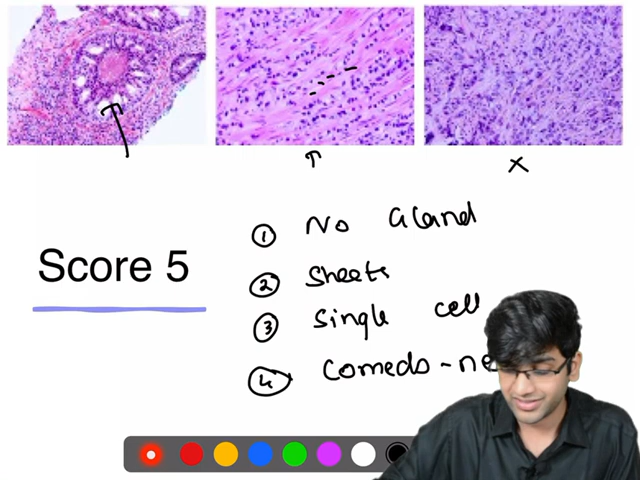 ① No Gland
Score 5
② Sheets
③ Single cell
④ Comedo-ne